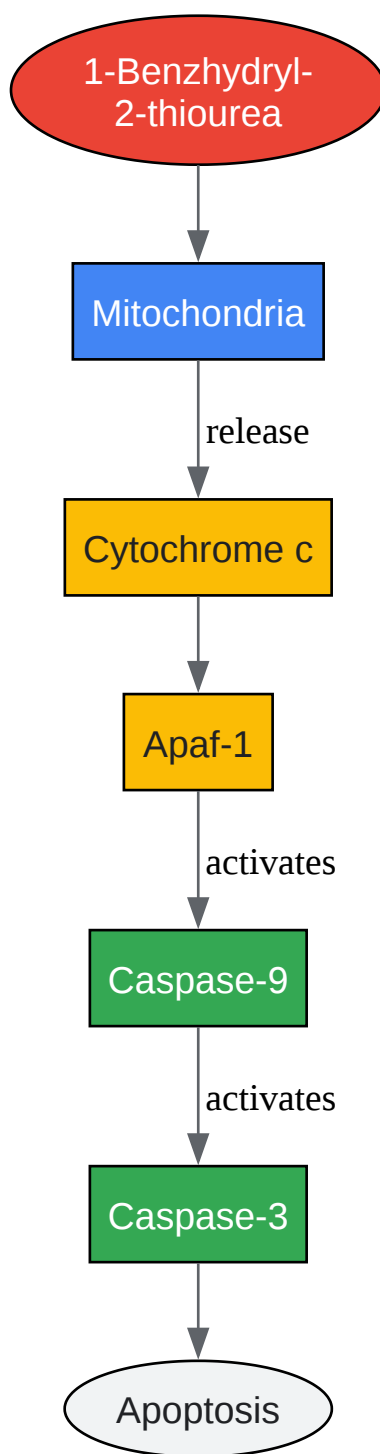 1-Benzhydryl-
2-thiourea
Mitochondria
release
Cytochrome c
Apaf-1
activates
Caspase-9
activates
Caspase-3
Apoptosis